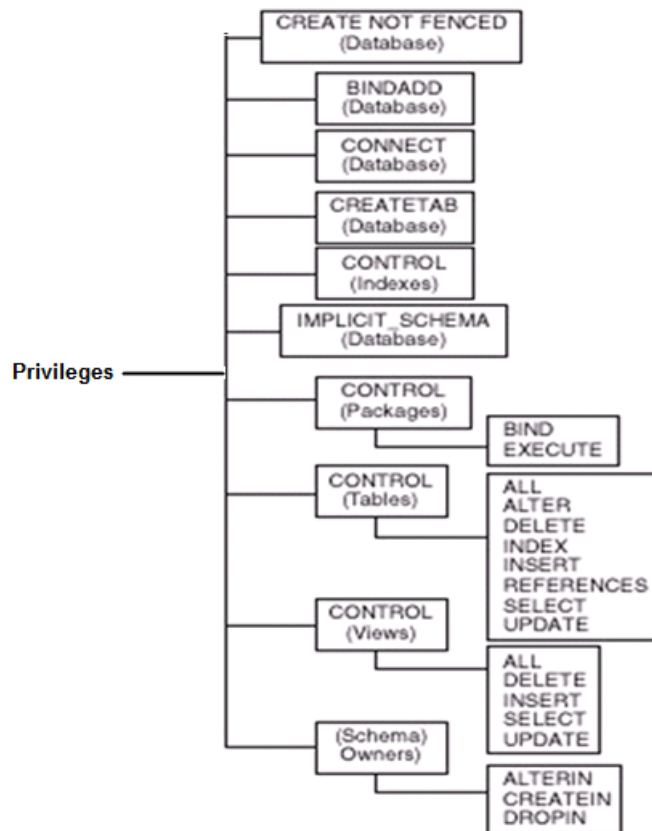 CREATE NOT FENCED
(Database)
BINDADD
(Database)
CONNECT
(Database)
CREATETAB
(Database)
CONTROL
(Indexes)
IMPLICIT_SCHEMA
(Database)
Privileges
CONTROL
(Packages)
BIND
EXECUTE
CONTROL
(Tables)
ALL
ALTER
DELETE
INDEX
INSERT
REFERENCES
SELECT
UPDATE
CONTROL
(Views)
ALL
DELETE
INSERT
SELECT
UPDATE
(Schema)
Owners)
ALTERIN
CREATEIN
DROPIN